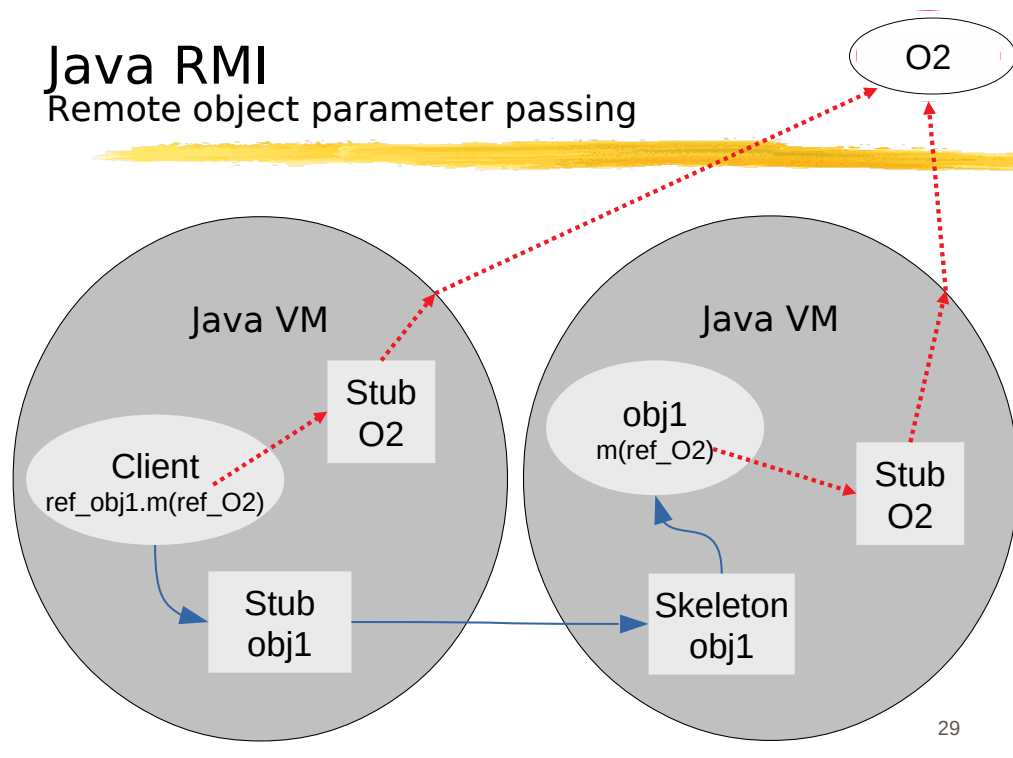 Java RMI
Remote object parameter passing
O2
Java VM
Stub
O2
Client
ref_obj1.m(ref_O2)
Stub
obj1
Java VM
obj1
m(ref_O2)
Stub
O2
Skeleton
obj1
29